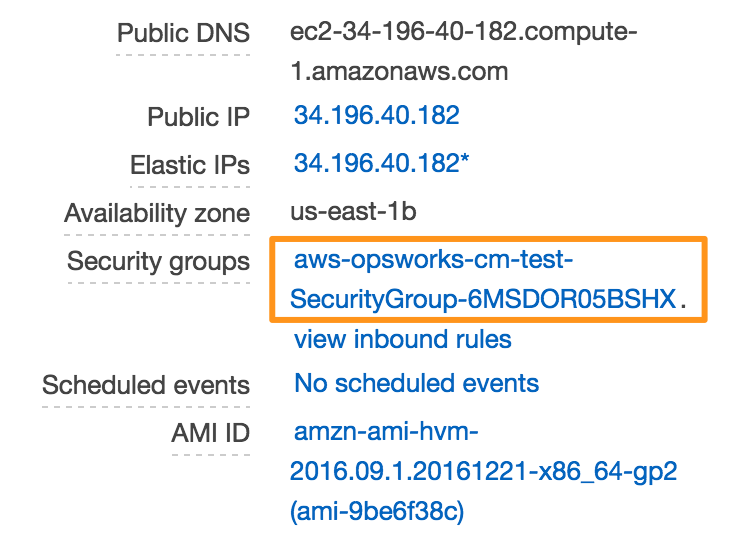 Public DNS ec2-34-196-40-182.compute-
1.amazonaws.com
Public IP 34.196.40.182
Elastic IPs 34.196.40.182*
Availability zone us-east-1b
Security groups aws-opsworks-cm-test-
SecurityGroup-6MSDOR05BSHX.
view inbound rules
Scheduled events No scheduled events
AMI ID amzn-ami-hvm-
2016.09.1.20161221-x86_64-gp2
(ami-9be6f38c)